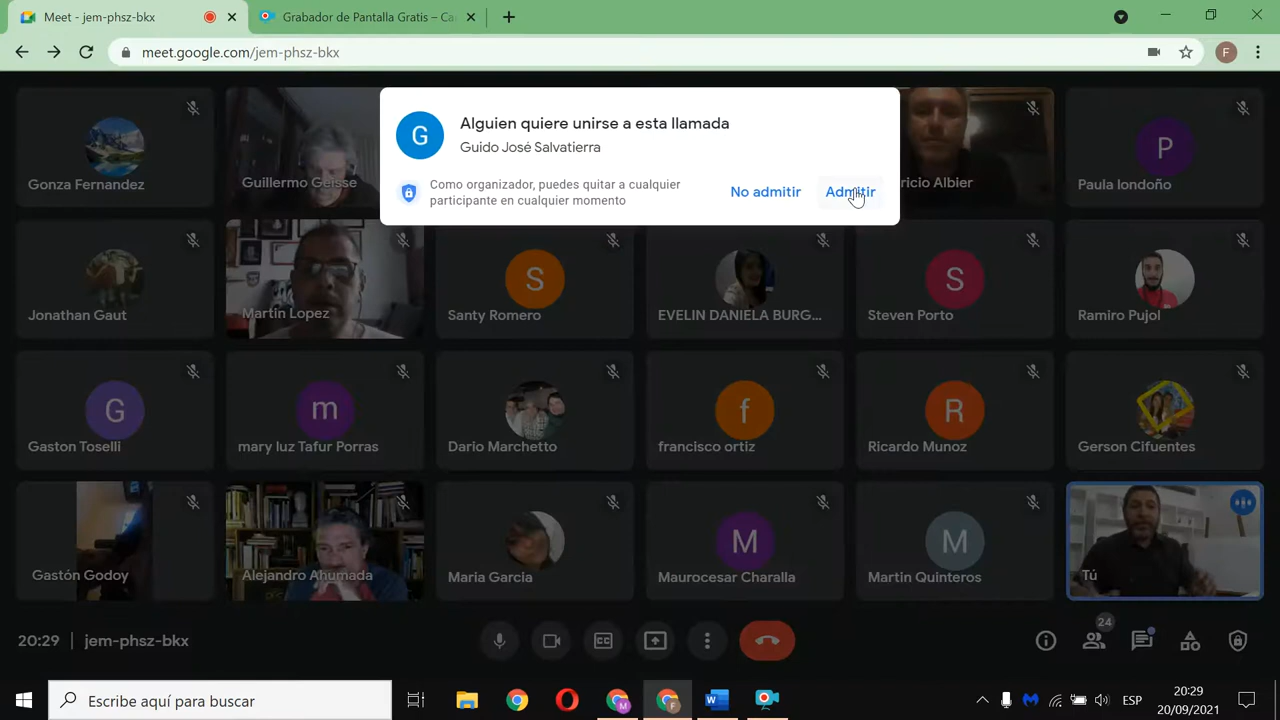 Meet - jem-phsz-bkx
Grabador de Pantalla Gratis – Ca
meet.google.com/jem-phsz-bkx
F
Alguien quiere unirse a esta llamada
G
Guido José Salvatierra
Como organizador, puedes quitar a cualquier
participante en cualquier momento
No admitir
Admitir
Gonza Fernandez
Guillermo Geisse
ricio Albier
P
Paula londoño
Jonathan Gaut
Martín Lopez
S
Santy Romero
EVELIN DANIELA BURG...
S
Steven Porto
Ramiro Pujol
G
Gaston Toselli
m
mary luz Tafur Porras
Dario Marchetto
f
francisco ortiz
R
Ricardo Munoz
Gerson Cifuentes
Gastón Godoy
Alejandro Ahumada
Maria Garcia
M
Maurocesar Charalla
M
Martin Quinteros
Tú
20:29 | jem-phsz-bkx
24
Escribe aquí para buscar
M
F
ESP
20:29
20/09/2021